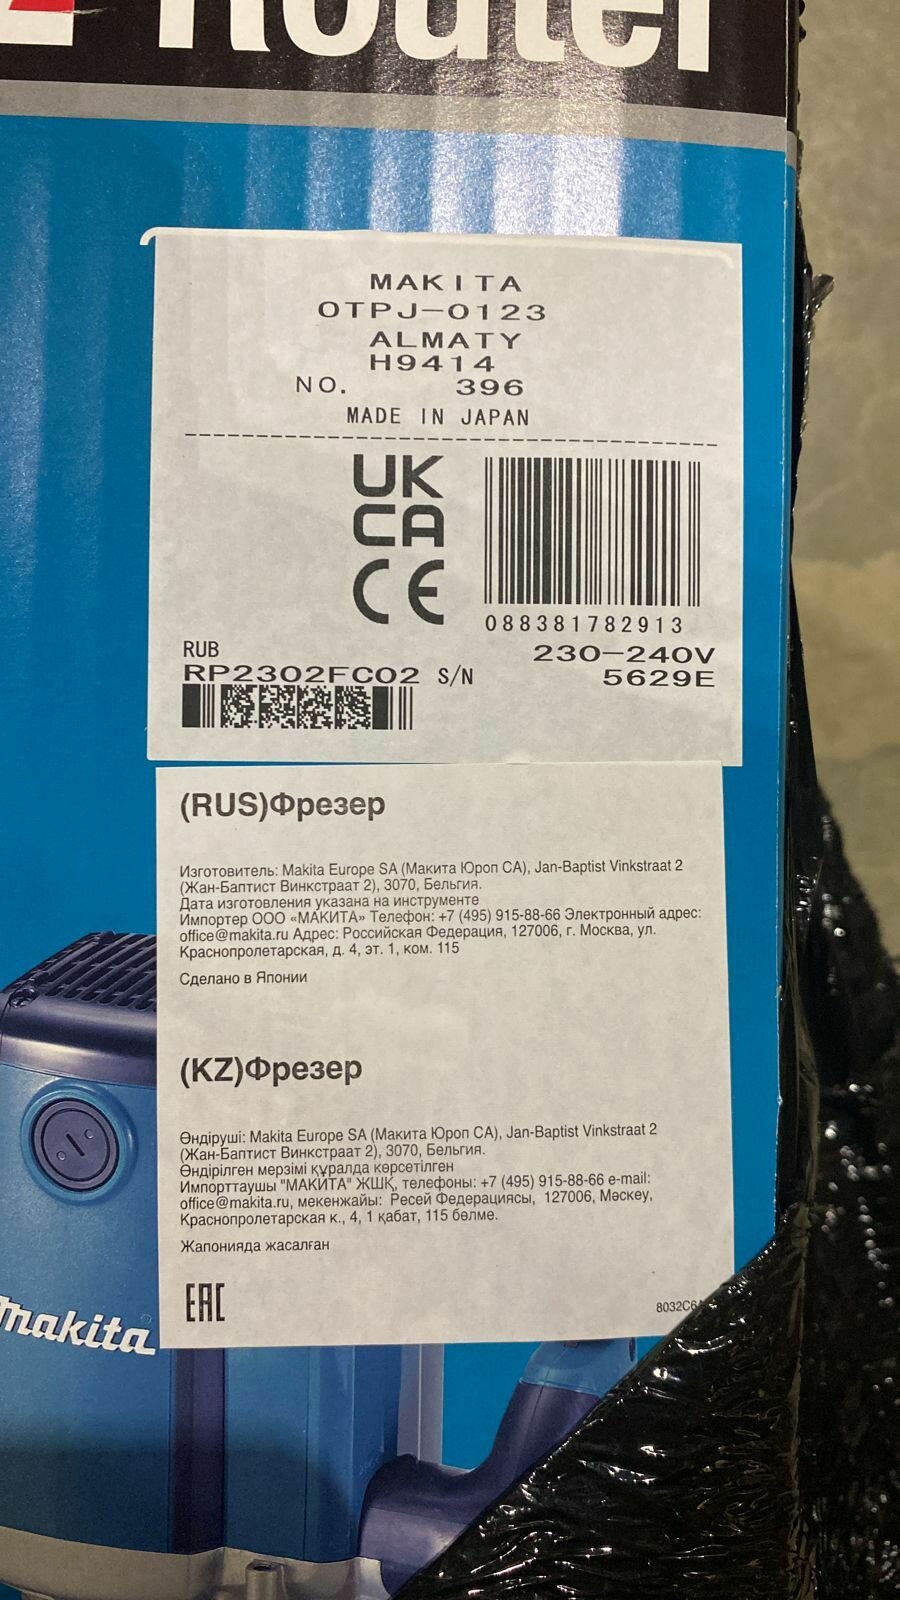 Router
MAKITA
OTPJ-0123
ALMATY
H9414
NO. 396
MADE IN JAPAN
UK
CA
CE
088381782913
RUB
230-240V
RP2302FC02 S/N 5629E
(RUS)Фрезер
Изготовитель: Makita Europe SA (Макита Юроп СА), Jan-Baptist Vinkstraat 2
(Жан-Баптист Винкстраат 2), 3070, Бельгия.
Дата изготовления указана на инструменте
Импортер ООО «МАКИТА» Телефон: +7 (495) 915-88-66 Электронный адрес:
office@makita.ru Адрес: Российская Федерация, 127006, г. Москва, ул.
Краснопролетарская, д. 4, эт. 1, ком. 115
Сделано в Японии
(KZ)Фрезер
Өндіруші: Makita Europe SA (Макита Юроп СА), Jan-Baptist Vinkstraat 2
(Жан-Баптист Винкстраат 2), 3070, Бельгия.
Өндірілген мерзімі құралда көрсетілген
Импорттаушы "МАКИТА" ЖШҚ, телефоны: +7 (495) 915-88-66 e-mail:
office@makita.ru, мекенжайы: Ресей Федерациясы, 127006, Мәскеу,
Краснопролетарская к., 4, 1 қабат, 115 бөлме.
Жапонияда жасалған
EAC
makita